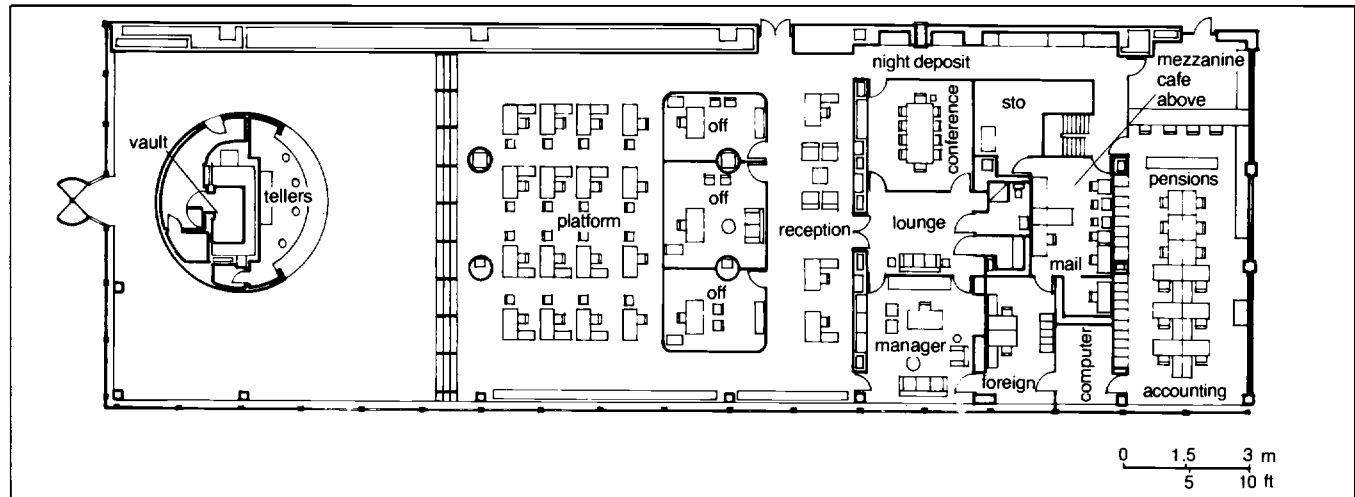 night deposit
mezzanine
cafe
above
vault
tellers
platform
off
off
off
reception
conference
sto
lounge
mail
pensions
manager
foreign
computer
accounting
0 1.5 3 m
5 10 ft